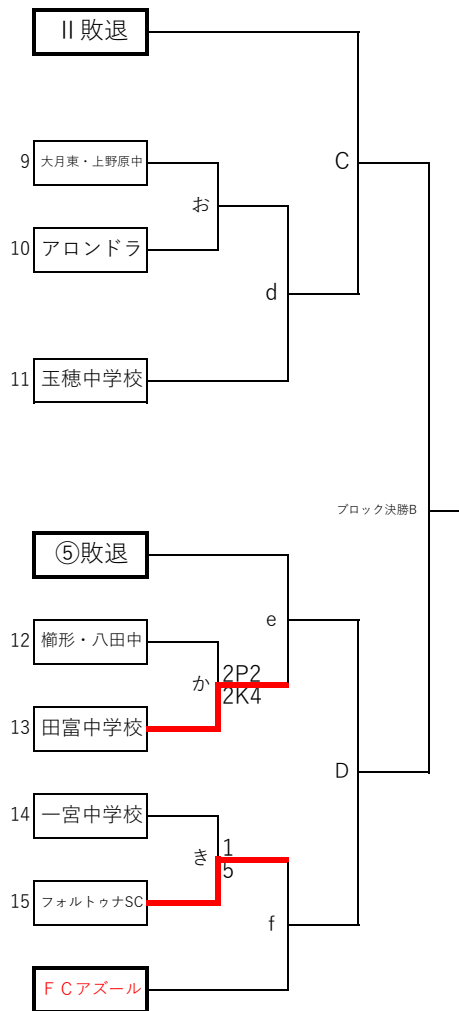 Ⅱ敗退
9 大月東・上野原中
C
お
10 アロンドラ
d
11 玉穂中学校
ブロック決勝B
⑤敗退
e
12 櫛形・八田中
か 2P2
2K4
13 田富中学校
D
14 一宮中学校
き 1
5
15 フォルトゥナSC
f
ＦＣアズール